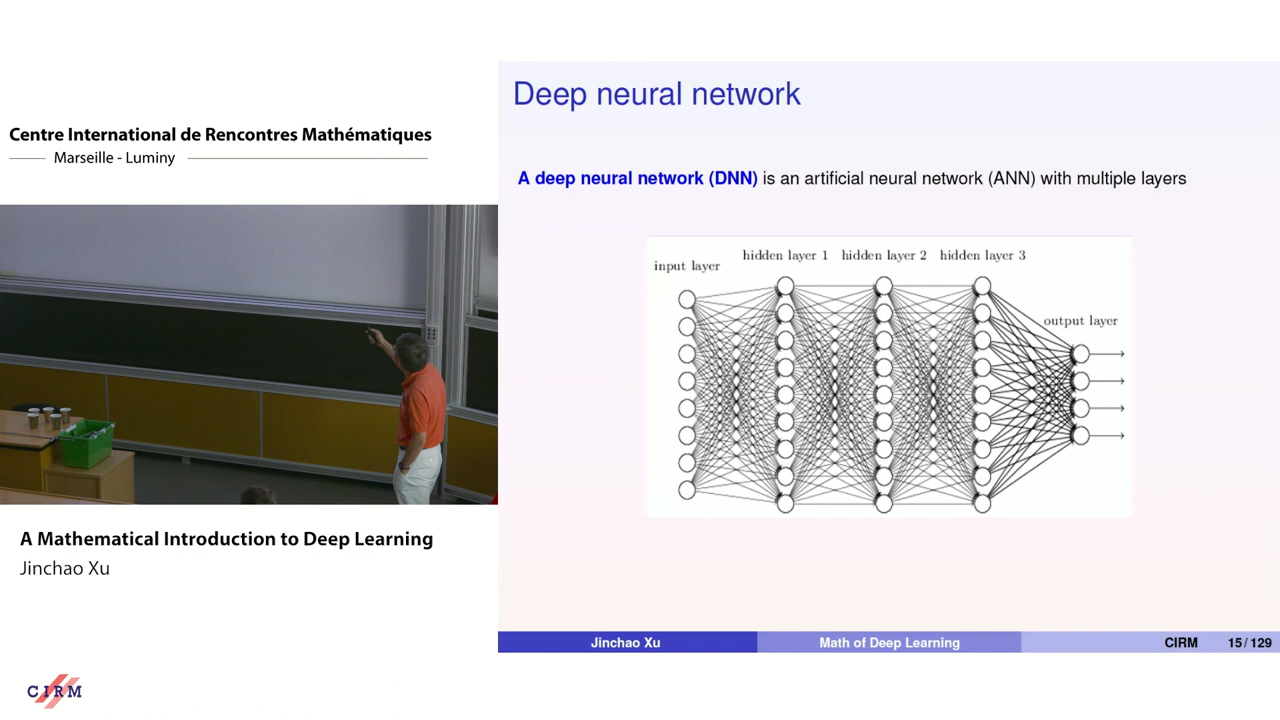 Centre International de Rencontres Mathématiques
Marseille - Luminy
A Mathematical Introduction to Deep Learning
Jinchao Xu
CIRM
Deep neural network
A deep neural network (DNN) is an artificial neural network (ANN) with multiple layers
input layer
hidden layer 1
hidden layer 2
hidden layer 3
output layer
Jinchao Xu
Math of Deep Learning
CIRM
15 / 129